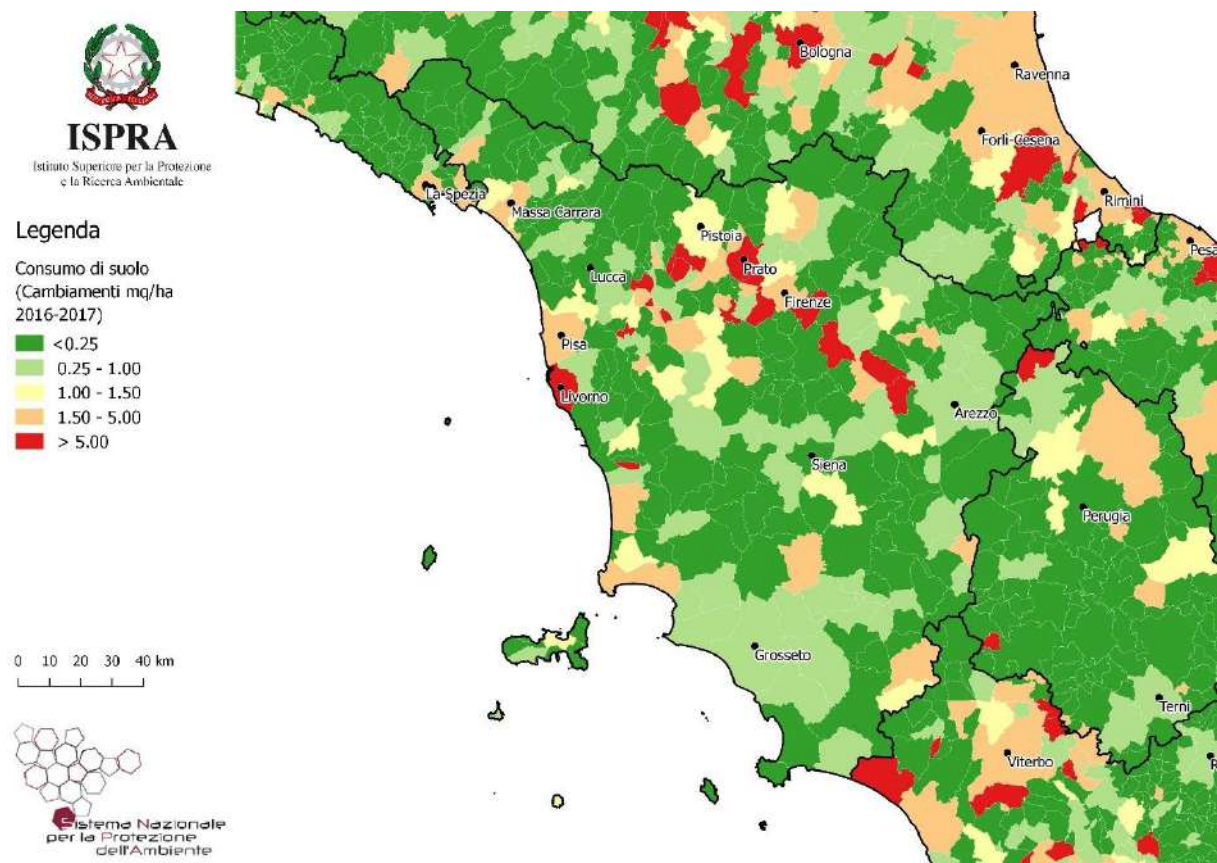 ISPRA
Istituto Superiore per la Protezione
e la Ricerca Ambientale
Legenda
Consumo di suolo
(Cambiamenti mq/ha
2016-2017)
<0.25
0.25 - 1.00
1.00 - 1.50
1.50 - 5.00
> 5.00
0 10 20 30 40 km
Sistema Nazionale
per la Protezione
dell'Ambiente
Bologna
Ravenna
Forlì-Cesena
La-Spezia
Massa Carrara
Rimini
Pistoia
Pesa
Prato
Lucca
Firenze
Pisa
Livorno
Arezzo
Siena
Perugia
Grosseto
Terni
Viterbo
R